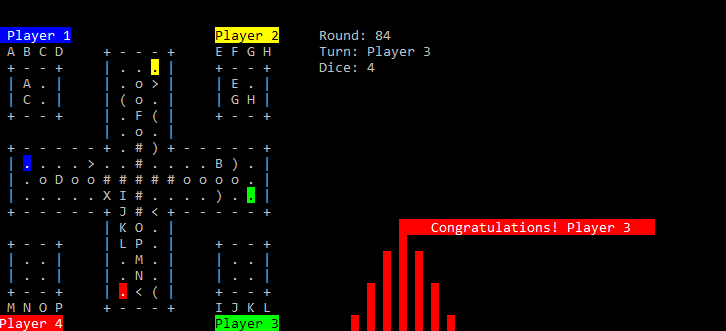 Player 1 Player 2 Round: 84
A B C D + - - - + E F G H Turn: Player 3
+ - - + | . . . | + - - + Dice: 4
| A . | | . o > | | E . |
| C . | | ( o . | | G H |
+ - - + | . F ( | + - - +
| . o . |
+ - - - - - + . # ) + - - - - - +
| . . . . > . . # . . . . B ) . |
| . o D o o # # # # # o o o o . |
| . . . . . X I # . . . . ) . . |
+ - - - - - + J # < + - - - - - +
| K O . | Congratulations! Player 3
+ - - + | L P . | + - - +
| . . | | . M . | | . . |
| . . | | . N . | | . . |
+ - - + | . < ( | + - - +
M N O P + - - - + I J K L
Player 4 Player 3